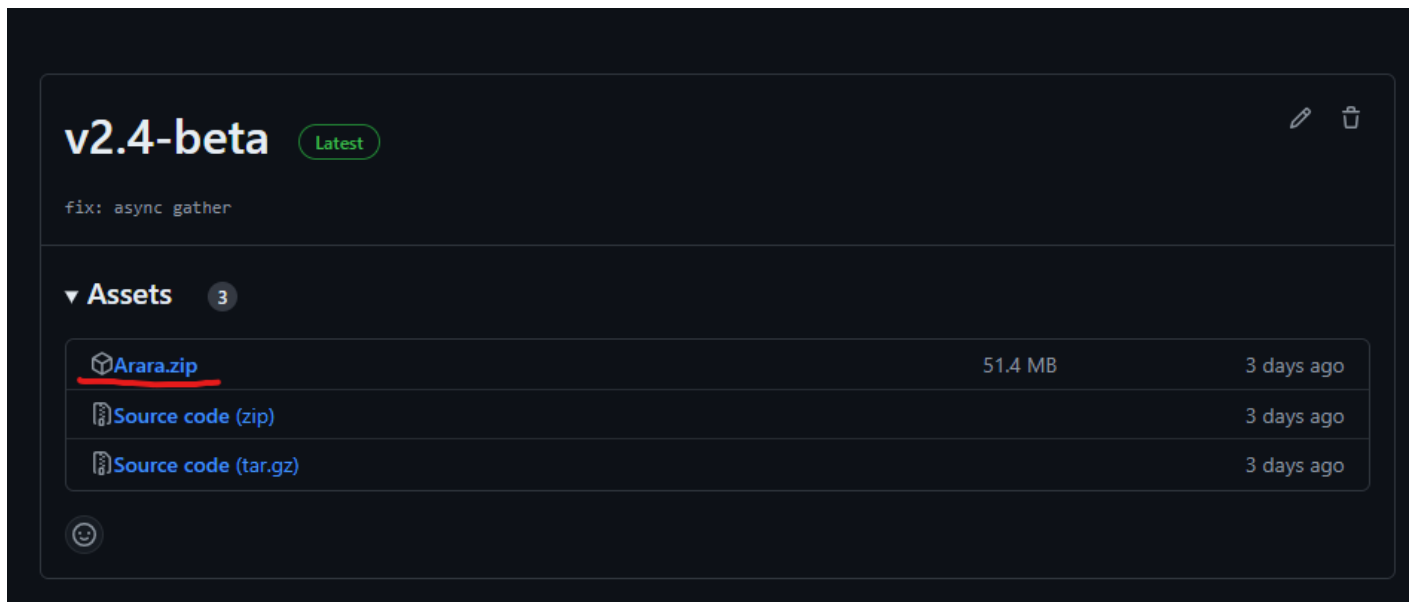 v2.4-beta Latest
fix: async gather
Assets 3
Arara.zip 51.4 MB 3 days ago
Source code (zip) 3 days ago
Source code (tar.gz) 3 days ago